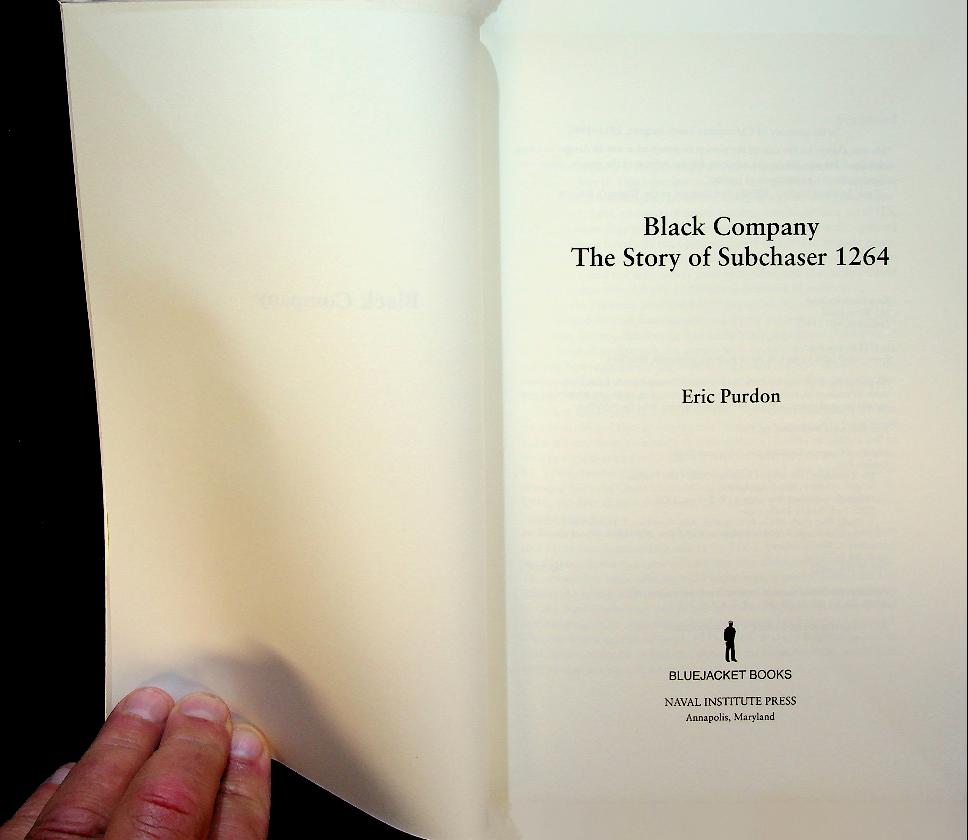 Black Company
The Story of Subchaser 1264
Eric Purdon
BLUEJACKET BOOKS
NAVAL INSTITUTE PRESS
Annapolis, Maryland